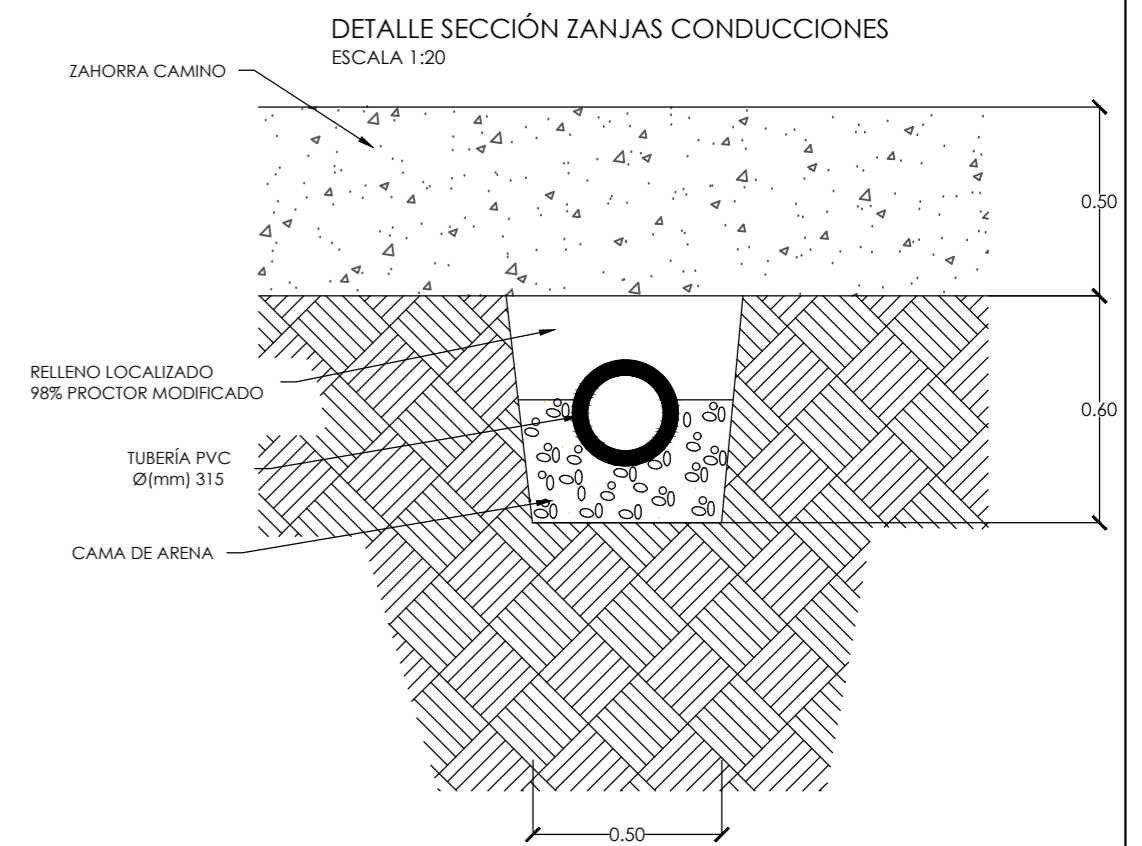 DETALLE SECCIÓN ZANJAS CONDUCCIONES
ESCALA 1:20
ZAHORRA CAMINO
0.50
RELLENO LOCALIZADO
98% PROCTOR MODIFICADO
0.60
TUBERÍA PVC
Ø(mm) 315
CAMA DE ARENA
0.50